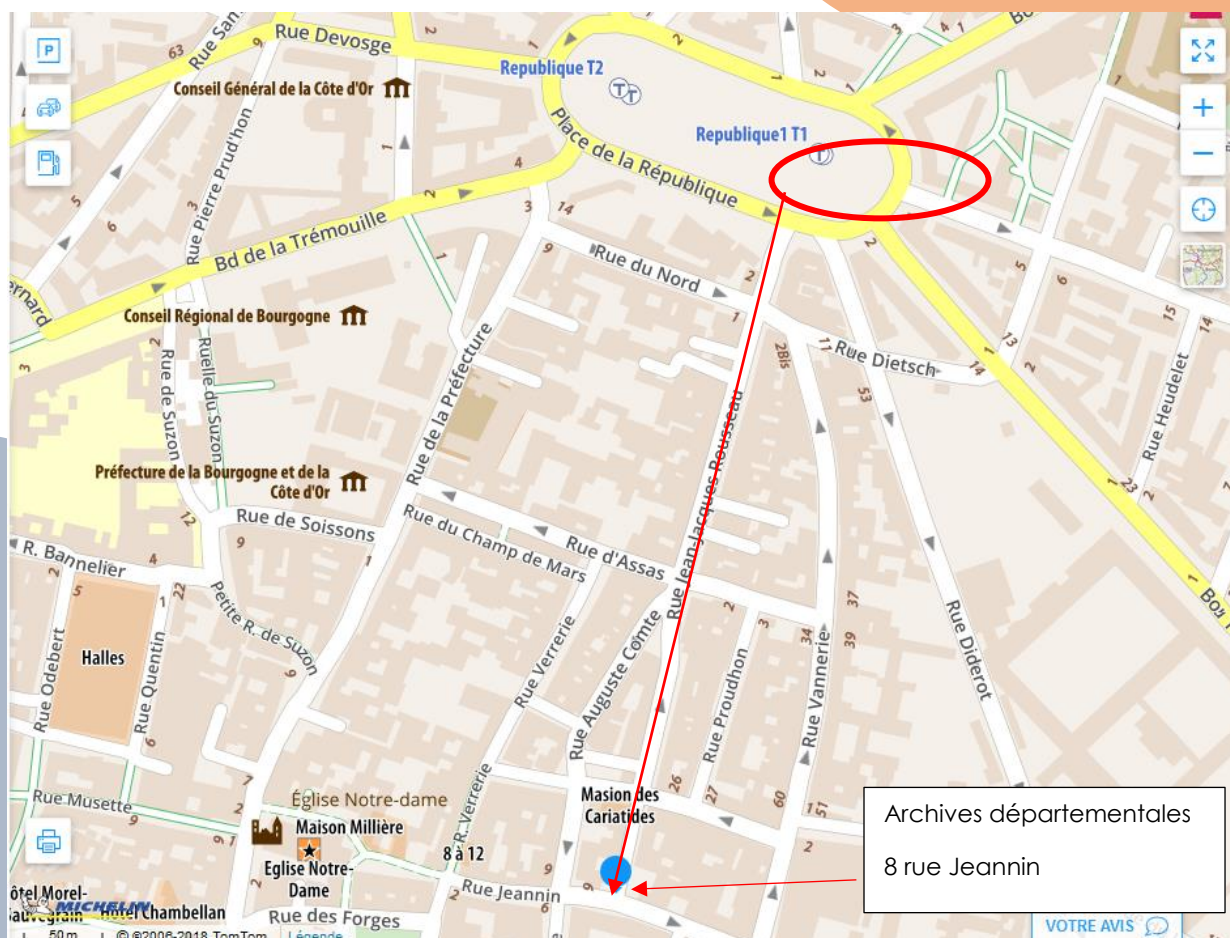 Rue Devosge
Conseil Général de la Côte d'Or
Republique T2
Republique1 T1
Place de la République
Rue Pierre Prud'hon
Bd de la Trémouille
Rue du Nord
Conseil Régional de Bourgogne
Rue de Suzon
Ruelle du Suzon
Rue de la Préfecture
2Bis
Rue Dietsch
53
Rue Heudelet
Préfecture de la Bourgogne et de la
Côte d'Or
Rue de Soissons
Rue du Champ de Mars
Rue d'Assas
Rue Jean-Jacques Rousseau
R. Bannelier
Petite R. de Suzon
Halles
Rue Odebert
Rue Quentin
Rue Verrerie
Rue Auguste Comte
Rue Proudhon
Rue Vannerie
Rue Diderot
Rue Musette
Église Notre-dame
Maison Millière
Eglise Notre-
Dame
R. Verrerie
8 à 12
Masion des
Cariatides
Rue Jeannin
Rue des Forges
Archives départementales
8 rue Jeannin
MICHELIN
Hôtel Chambellan
50 m
© ©2006-2018 TomTom
Légende
VOTRE AVIS